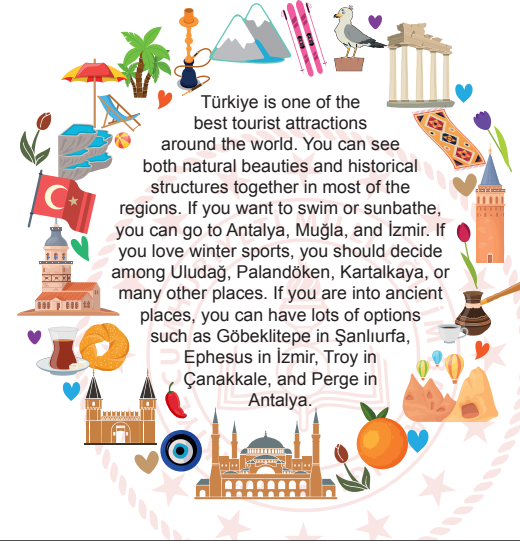 Türkiye is one of the
best tourist attractions
around the world. You can see
both natural beauties and historical
structures together in most of the
regions. If you want to swim or sunbathe,
you can go to Antalya, Muğla, and İzmir. If
you love winter sports, you should decide
among Uludağ, Palandöken, Kartalkaya, or
many other places. If you are into ancient
places, you can have lots of options
such as Göbeklitepe in Şanlıurfa,
Ephesus in İzmir, Troy in
Çanakkale, and Perge in
Antalya.